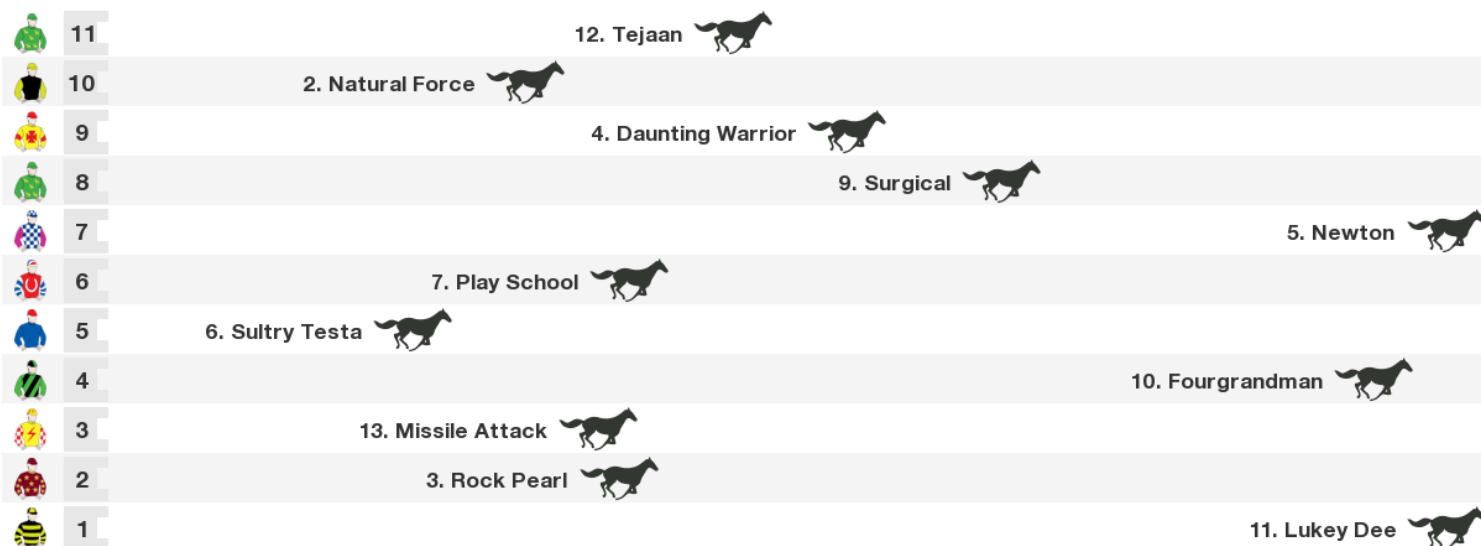 11 12. Tejaan
10 2. Natural Force
9 4. Daunting Warrior
8 9. Surgical
7 5. Newton
6 7. Play School
5 6. Sultry Testa
4 10. Fourgrandman
3 13. Missile Attack
2 3. Rock Pearl
1 11. Lukey Dee